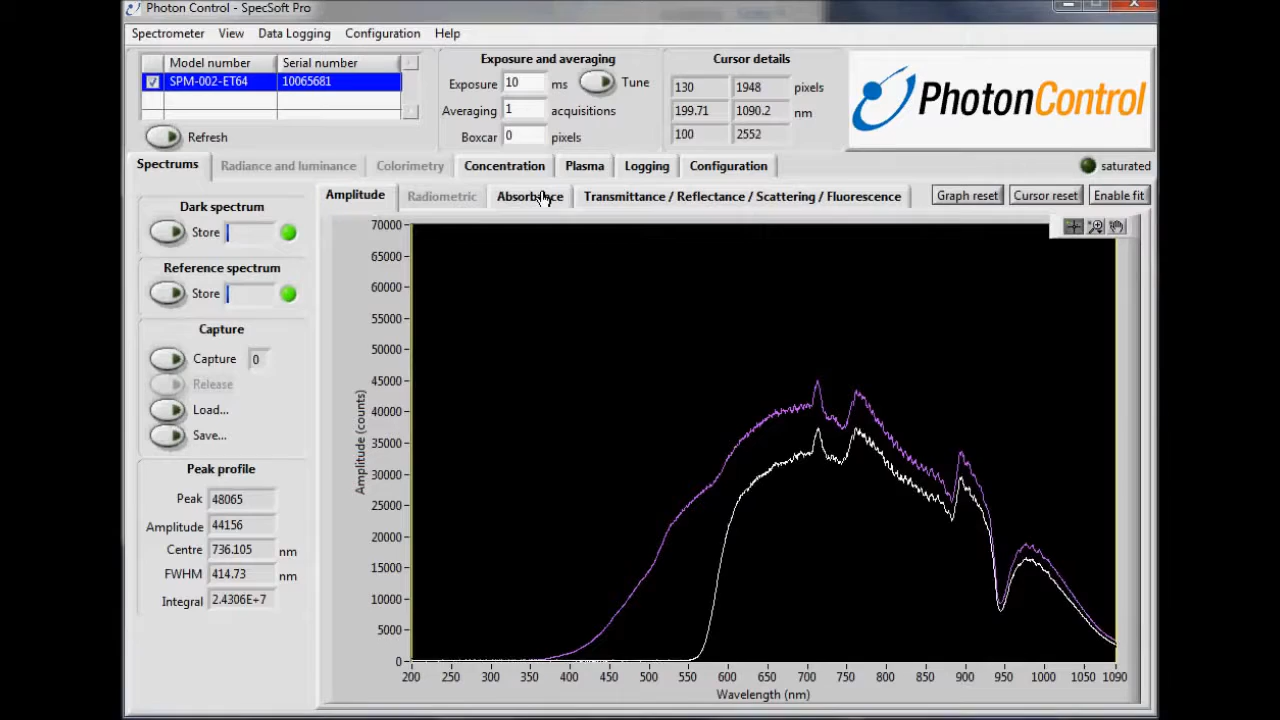 Photon Control - SpecSoft Pro
Spectrometer View Data Logging Configuration Help
Model number Serial number
SPM-002-ET64 10065681
Refresh
Exposure and averaging
Exposure 10 ms Tune
Averaging 1 acquisitions
Boxcar 0 pixels
Cursor details
130 1948 pixels
199.71 1090.2 nm
100 2552
PhotonControl
Spectrums Radiance and luminance Colorimetry Concentration Plasma Logging Configuration saturated
Amplitude Radiometric Absorbance Transmittance / Reflectance / Scattering / Fluorescence Graph reset Cursor reset Enable fit
Dark spectrum
Store
Reference spectrum
Store
Capture
Capture 0
Release
Load...
Save...
Peak profile
Peak 48065
Amplitude 44156
Centre 736.105 nm
FWHM 414.73 nm
Integral 2.4306E+7
Amplitude (counts)
70000
65000
60000
55000
50000
45000
40000
35000
30000
25000
20000
15000
10000
5000
0
200 250 300 350 400 450 500 550 600 650 700 750 800 850 900 950 1000 1050 1090
Wavelength (nm)